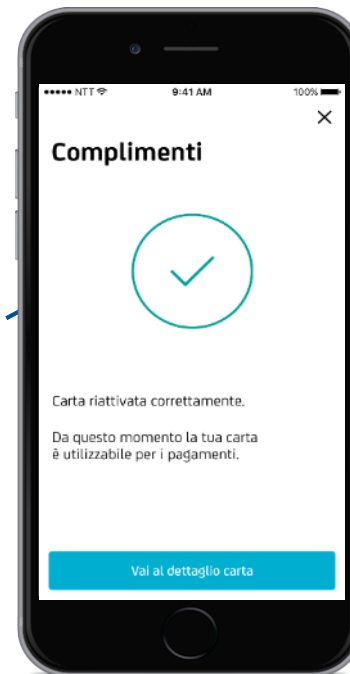 NTT 9:41 AM 100%
Complimenti
Carta riattivata correttamente.
Da questo momento la tua carta
è utilizzabile per i pagamenti.
Vai al dettaglio carta